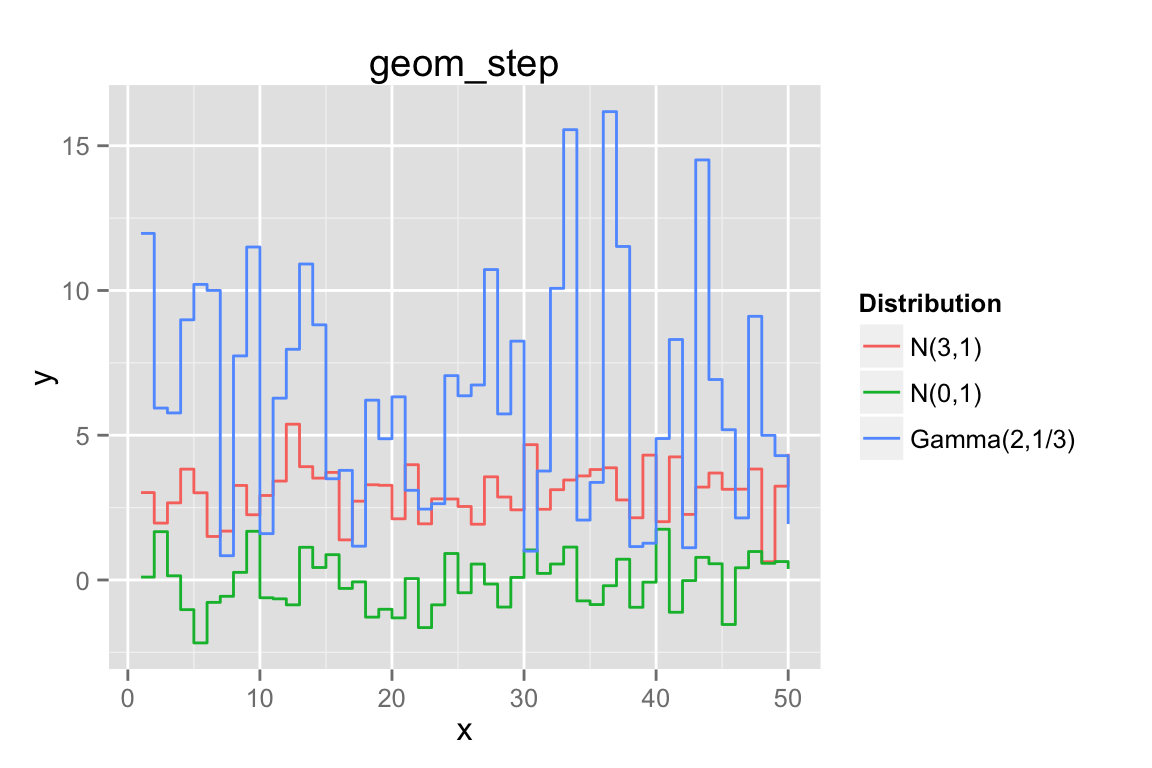 geom_step
y
15
10
5
0
0 10 20 30 40 50
x
Distribution
N(3,1)
N(0,1)
Gamma(2,1/3)